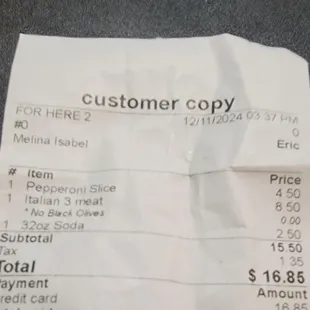 customer copy
FOR HERE 2 12/11/2024 03:37 PM
#0 0
Melina Isabel Eric
# Item Price
1 Pepperoni Slice 4.50
1 Italian 3 meat 8.50
* No Black Olives 0.00
1 32oz Soda 2.50
Subtotal 15.50
Tax 1.35
Total $ 16.85
Payment Amount
redit card 16.85